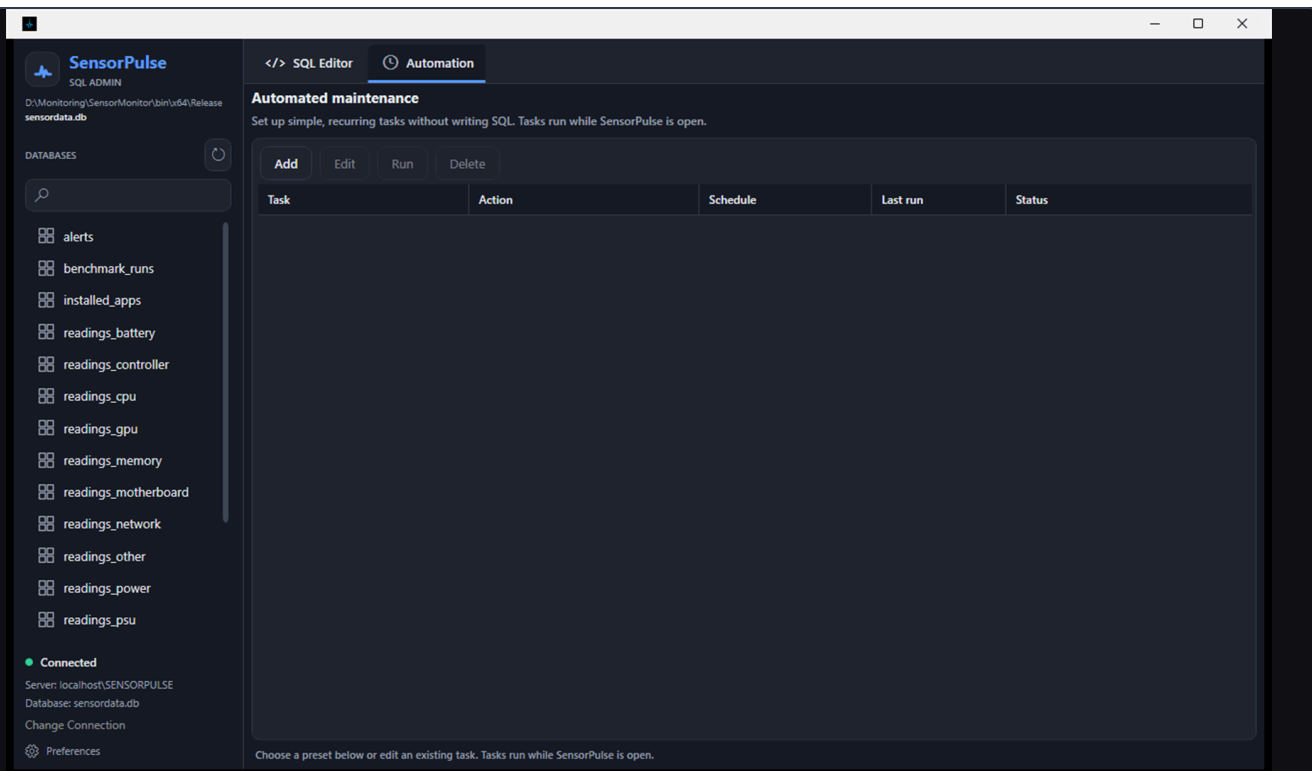 SensorPulse
SQL ADMIN
D:\Monitoring\SensorMonitor\bin\x64\Release
sensordata.db
DATABASES
alerts
benchmark_runs
installed_apps
readings_battery
readings_controller
readings_cpu
readings_gpu
readings_memory
readings_motherboard
readings_network
readings_other
readings_power
readings_psu
Connected
Server: localhost\SENSORPULSE
Database: sensordata.db
Change Connection
Preferences
</> SQL Editor Automation
Automated maintenance
Set up simple, recurring tasks without writing SQL. Tasks run while SensorPulse is open.
Add Edit Run Delete
Task Action Schedule Last run Status
Choose a preset below or edit an existing task. Tasks run while SensorPulse is open.